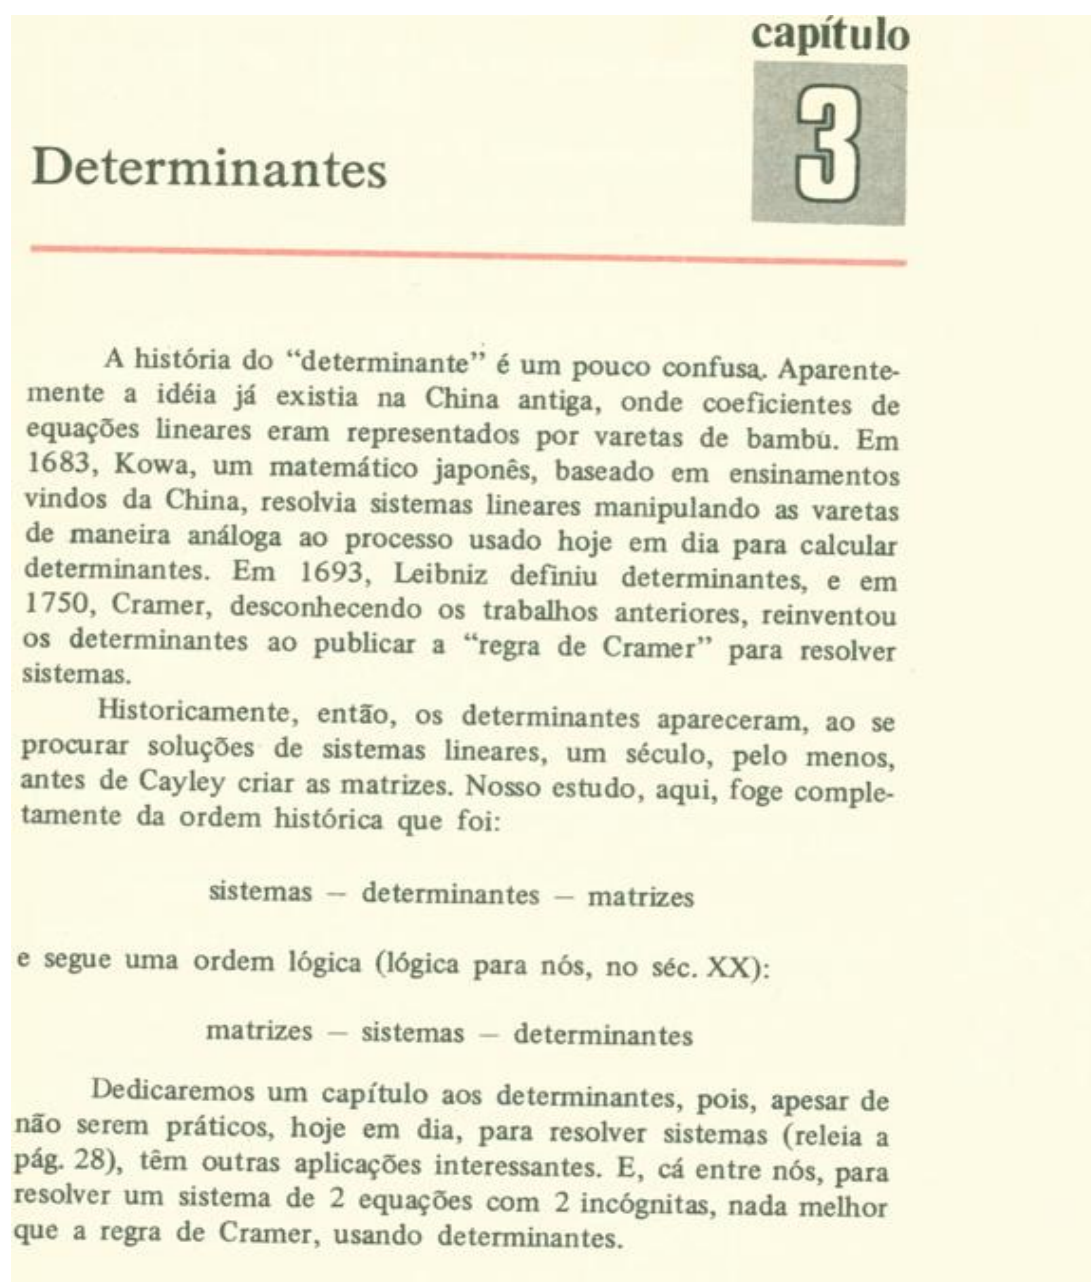 capítulo
3
Determinantes
A história do “determinante” é um pouco confusa. Aparente-
mente a idéia já existia na China antiga, onde coeficientes de
equações lineares eram representados por varetas de bambu. Em
1683, Kowa, um matemático japonês, baseado em ensinamentos
vindos da China, resolvia sistemas lineares manipulando as varetas
de maneira análoga ao processo usado hoje em dia para calcular
determinantes. Em 1693, Leibniz definiu determinantes, e em
1750, Cramer, desconhecendo os trabalhos anteriores, reinventou
os determinantes ao publicar a “regra de Cramer” para resolver
sistemas.
Historicamente, então, os determinantes apareceram, ao se
procurar soluções de sistemas lineares, um século, pelo menos,
antes de Cayley criar as matrizes. Nosso estudo, aqui, foge comple-
tamente da ordem histórica que foi:
sistemas — determinantes — matrizes
e segue uma ordem lógica (lógica para nós, no séc. XX):
matrizes — sistemas — determinantes
Dedicaremos um capítulo aos determinantes, pois, apesar de
não serem práticos, hoje em dia, para resolver sistemas (releia a
pág. 28), têm outras aplicações interessantes. E, cá entre nós, para
resolver um sistema de 2 equações com 2 incógnitas, nada melhor
que a regra de Cramer, usando determinantes.